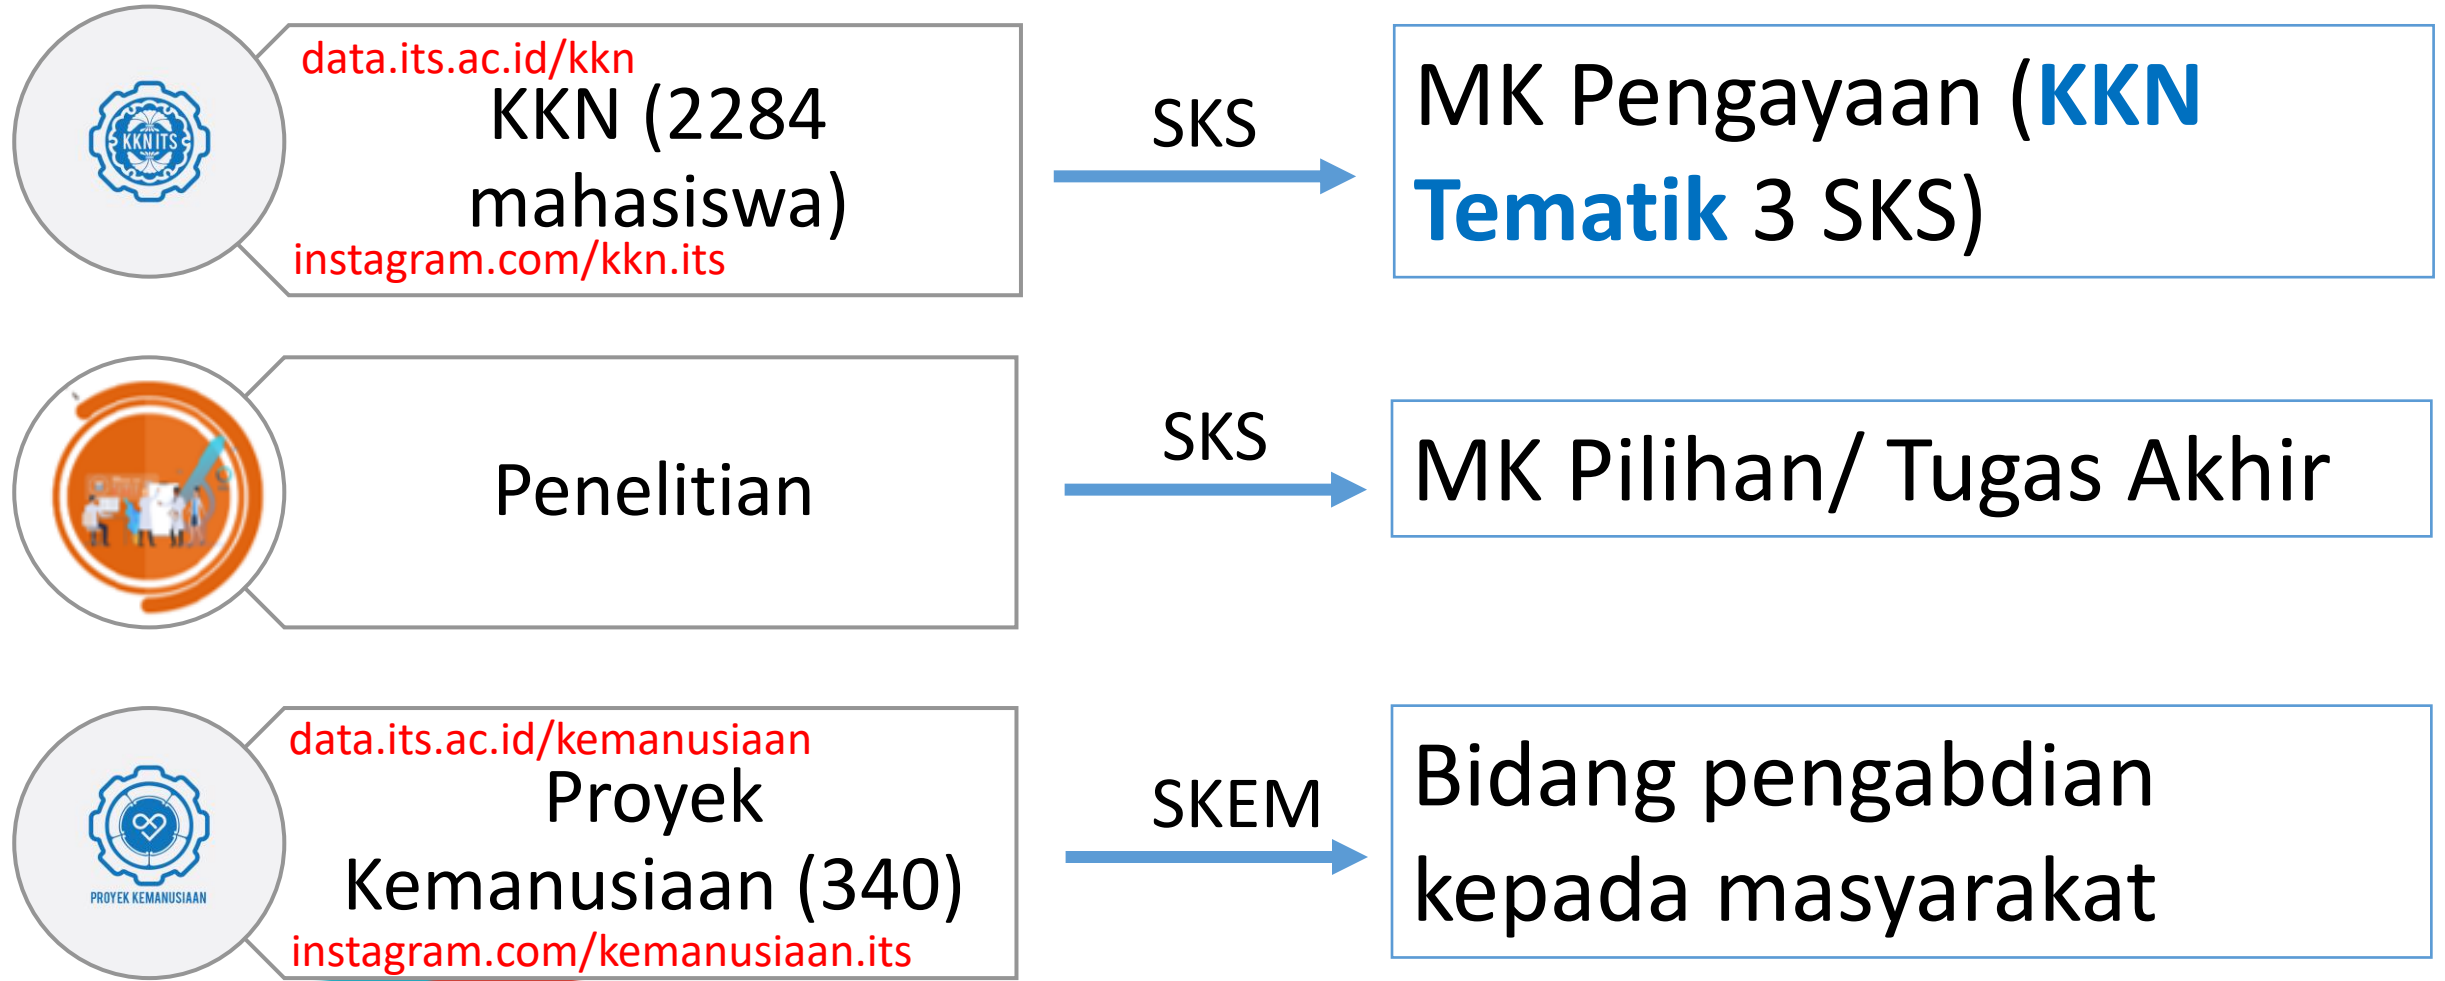 data.its.ac.id/kkn
KKN (2284
mahasiswa)
instagram.com/kkn.its
KKN ITS
SKS
MK Pengayaan (KKN
Tematik 3 SKS)
Penelitian
SKS
MK Pilihan/ Tugas Akhir
data.its.ac.id/kemanusiaan
Proyek
Kemanusiaan (340)
instagram.com/kemanusiaan.its
PROYEK KEMANUSIAAN
SKEM
Bidang pengabdian
kepada masyarakat